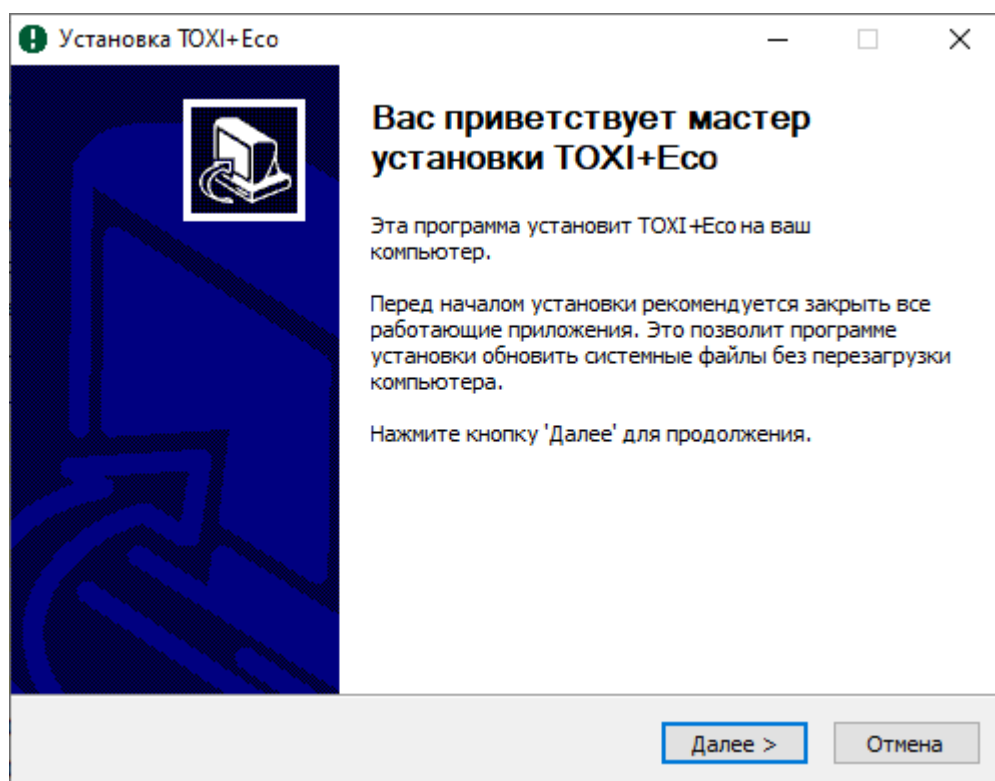 Установка TOXI+Eco
Вас приветствует мастер
установки TOXI+Eco
Эта программа установит TOXI+Eco на ваш
компьютер.
Перед началом установки рекомендуется закрыть все
работающие приложения. Это позволит программе
установки обновить системные файлы без перезагрузки
компьютера.
Нажмите кнопку 'Далее' для продолжения.
Далее >
Отмена